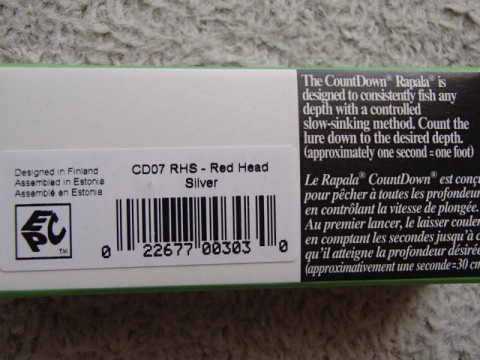 Designed in Finland
Assembled in Estonia
Assemblé en Estonia
EPC
TM
CD07 RHS - Red Head
Silver
0 22677 00303 0
The CountDown® Rapala® is
designed to consistently fish any
depth with a controlled
slow-sinking method. Count the
lure down to the desired depth.
(approximately one second = one foot)
Le Rapala® CountDown® est conçu
pour pêcher à toutes les profondeur
en contrôlant la vitesse de plongée.
Au premier lancer, le laisser couler
en comptant les secondes jusqu'à c
qu'il atteigne la profondeur désirée
(approximativement une seconde = 30 cm